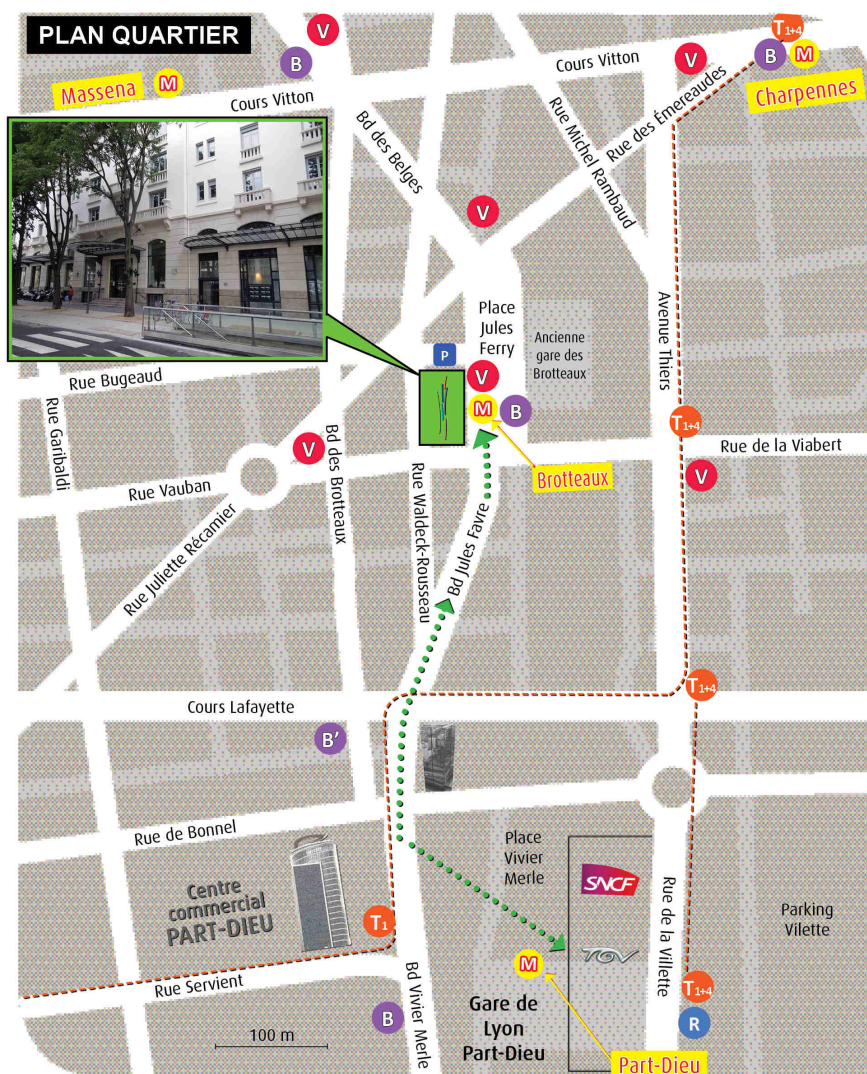 PLAN QUARTIER
V
B
T1+4
V
B
M
Massena
M
Cours Vitton
Cours Vitton
Charpennes
Rue des Émereaudes
Rue Michel Rambaud
Bd des Belges
V
Place
Jules
Ferry
Avenue Thiers
Ancienne
gare des
Brotteaux
P
V
Rue Bugeaud
M
B
T1+4
Rue Garibaldi
Bd des Brotteaux
V
Rue de la Viabert
Brotteaux
V
Rue Vauban
Rue Waldeck-Rousseau
Bd Jules Favre
Rue Juliette Récamier
T1+4
Cours Lafayette
B'
Rue de Bonnel
Place
Vivier
Merle
SNCF
Centre
commercial
PART-DIEU
T1
Rue de la Villette
Parking
Vilette
TGV
M
Rue Servient
Bd Vivier Merle
T1+4
B
Gare de
Lyon
Part-Dieu
R
100 m
Part-Dieu